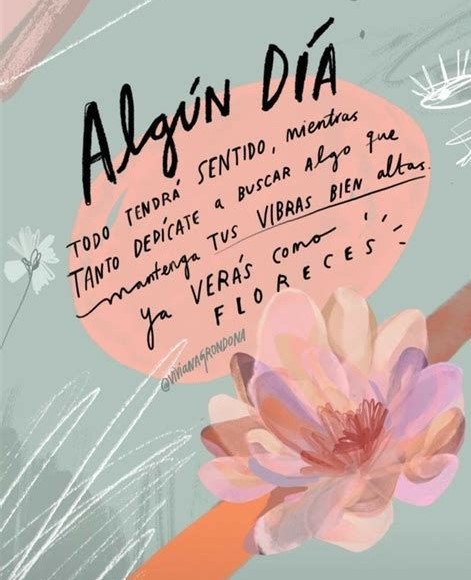 Algún DÍA
TODO TENDRÁ SENTIDO, mientras
TANTO DEDÍCATE a BUSCAR Algo que
mantenga TUS VIBRAS BIEN altas.
ya VERÁS como
FLORECES
@VIVIANAGRONDONA